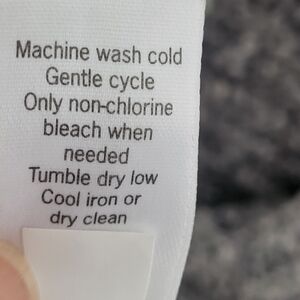 Machine wash cold
Gentle cycle
Only non-chlorine
bleach when
needed
Tumble dry low
Cool iron or
dry clean